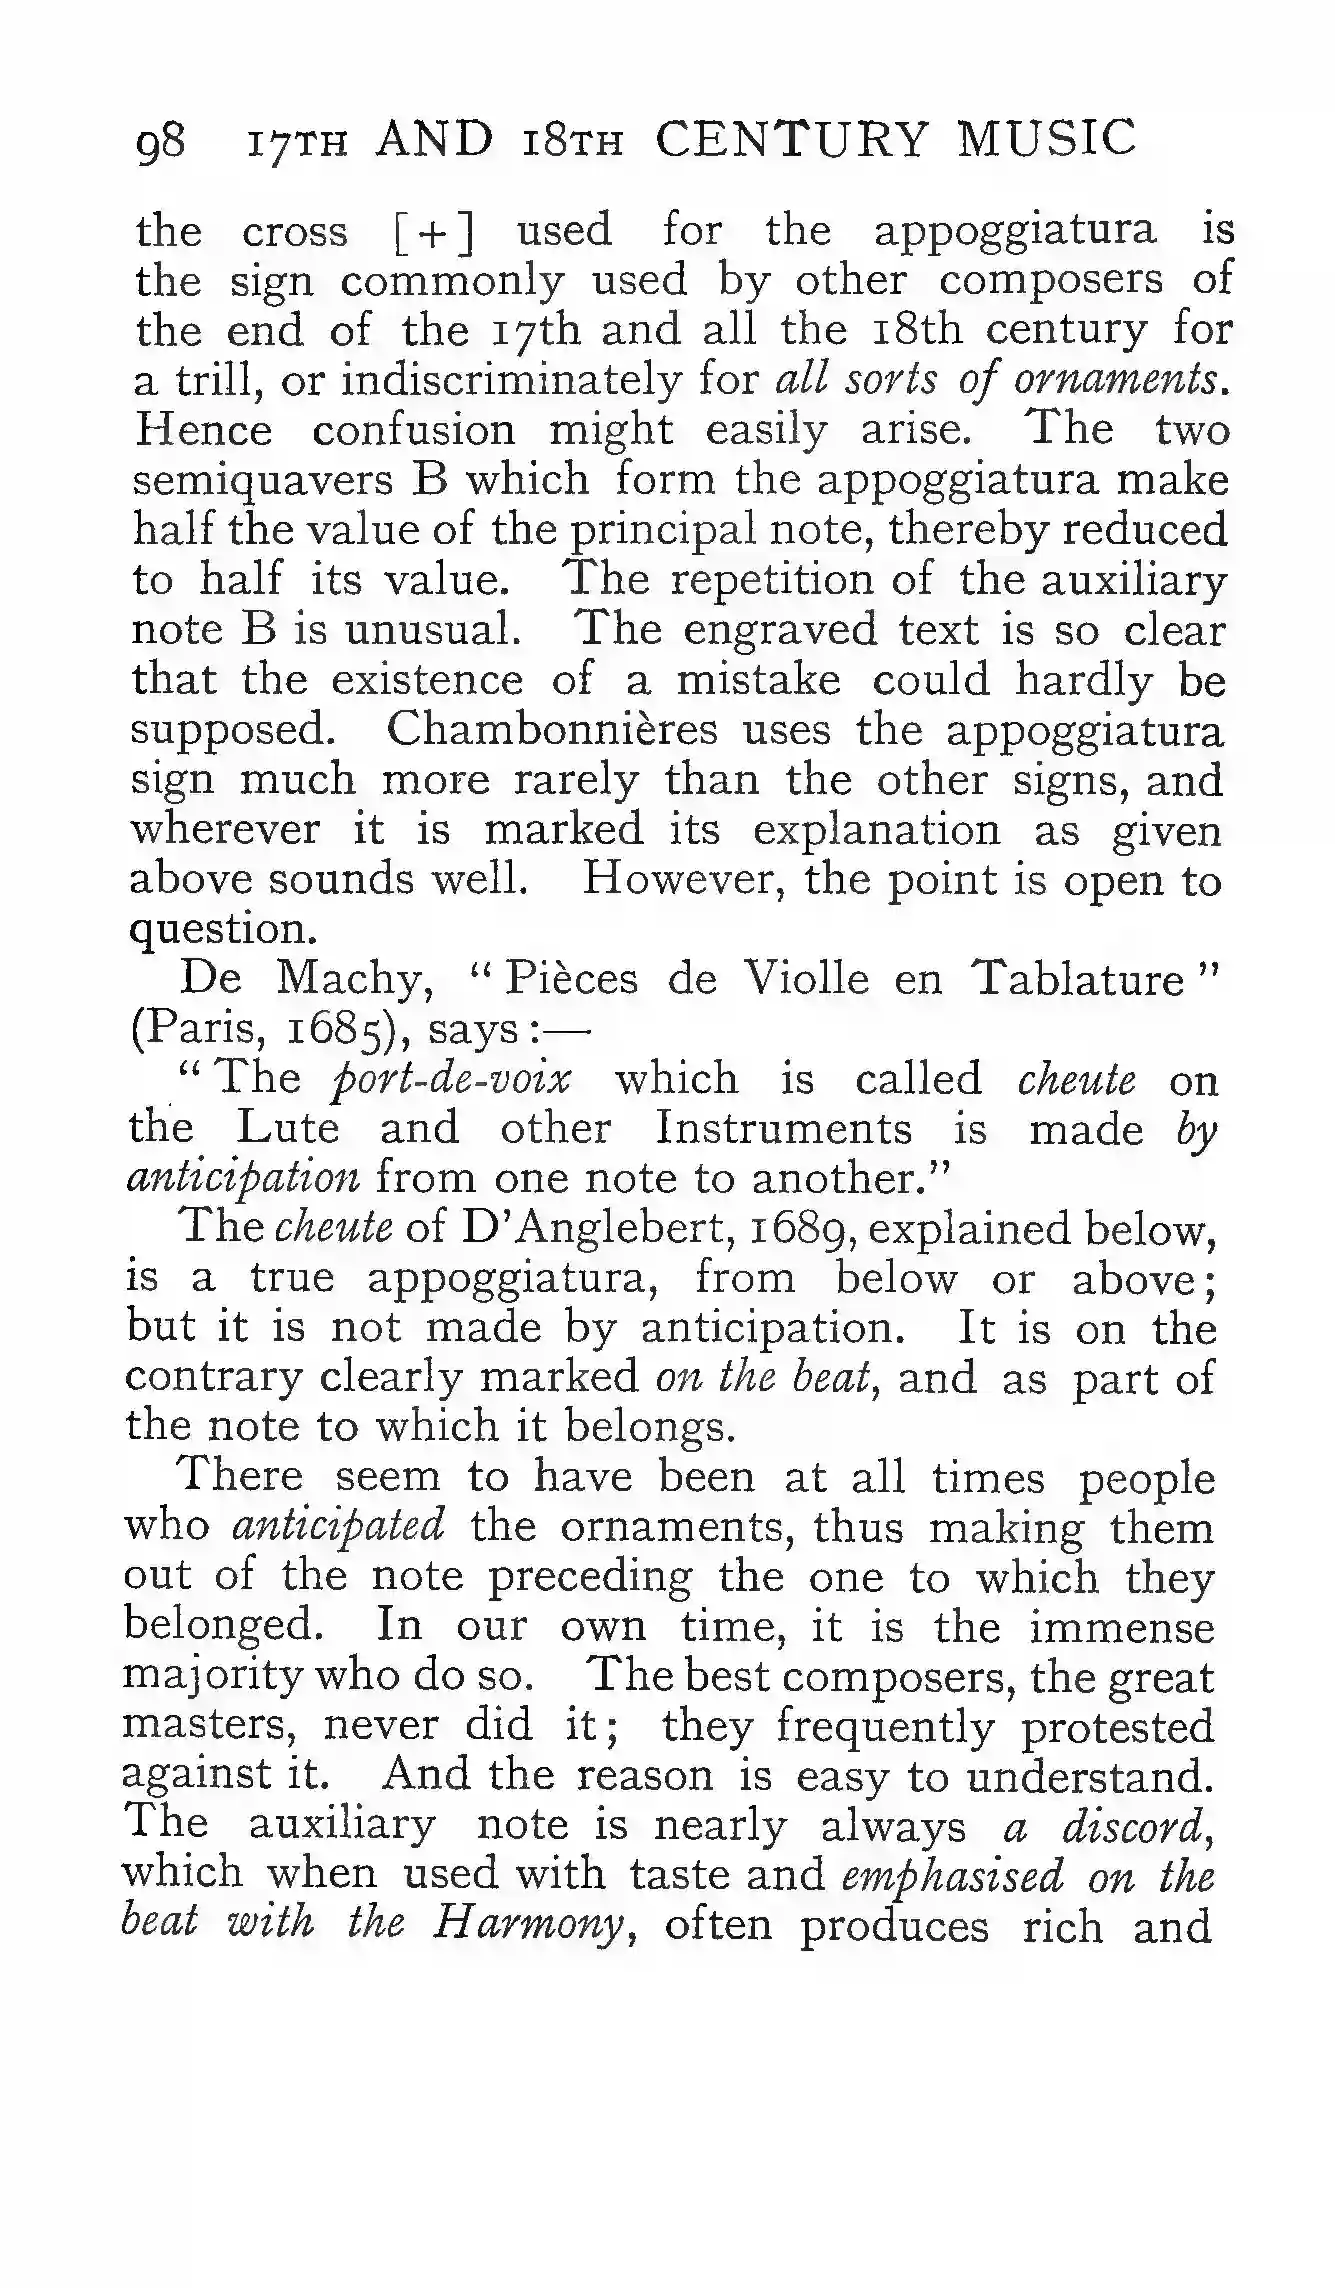 98 17TH AND 18TH CENTURY MUSIC
the cross [+] used for the appoggiatura is
the sign commonly used by other composers of
the end of the 17th and all the 18th century for
a trill, or indiscriminately for all sorts of ornaments.
Hence confusion might easily arise. The two
semiquavers B which form the appoggiatura make
half the value of the principal note, thereby reduced
to half its value. The repetition of the auxiliary
note B is unusual. The engraved text is so clear
that the existence of a mistake could hardly be
supposed. Chambonnières uses the appoggiatura
sign much more rarely than the other signs, and
wherever it is marked its explanation as given
above sounds well. However, the point is open to
question.
De Machy, “ Pièces de Violle en Tablature ”
(Paris, 1685), says :—
“ The port-de-voix which is called cheute on
the Lute and other Instruments is made by
anticipation from one note to another.”
The cheute of D’Anglebert, 1689, explained below,
is a true appoggiatura, from below or above;
but it is not made by anticipation. It is on the
contrary clearly marked on the beat, and as part of
the note to which it belongs.
There seem to have been at all times people
who anticipated the ornaments, thus making them
out of the note preceding the one to which they
belonged. In our own time, it is the immense
majority who do so. The best composers, the great
masters, never did it; they frequently protested
against it. And the reason is easy to understand.
The auxiliary note is nearly always a discord,
which when used with taste and emphasised on the
beat with the Harmony, often produces rich and